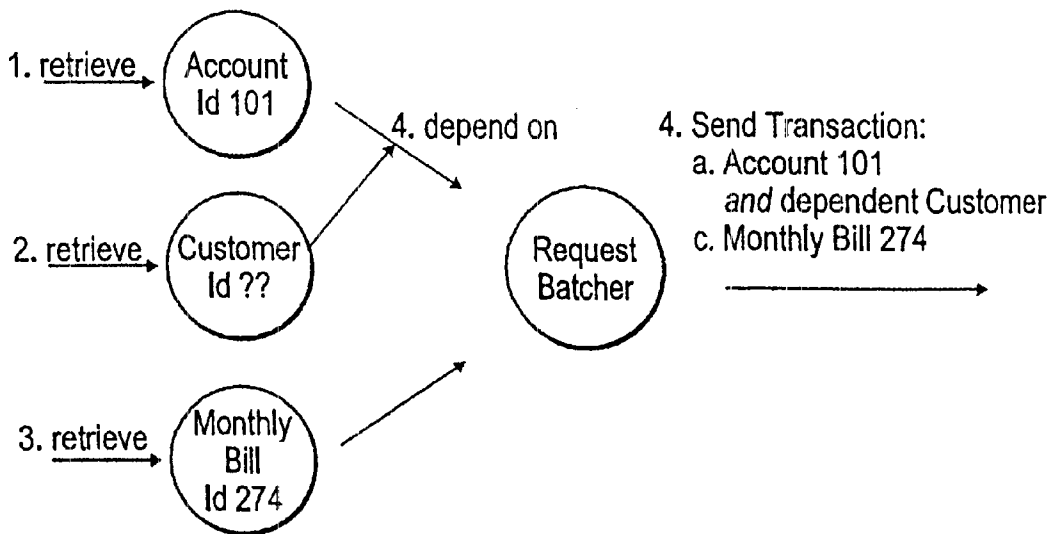 1. retrieve
Account
Id 101
4. depend on
4. Send Transaction:
a. Account 101
and dependent Customer
c. Monthly Bill 274
2. retrieve
Customer
Id ??
Request
Batcher
3. retrieve
Monthly
Bill
Id 274